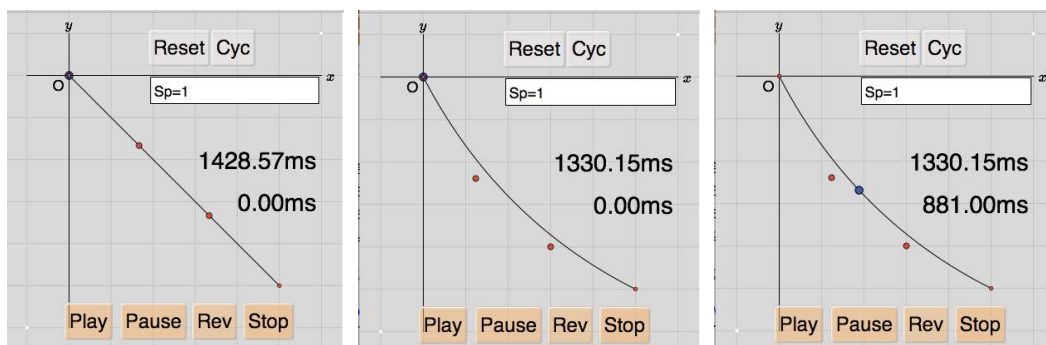 y
Reset Cyc
x
O
Sp=1
1428.57ms
0.00ms
Play Pause Rev Stop
y
Reset Cyc
x
O
Sp=1
1330.15ms
0.00ms
Play Pause Rev Stop
y
Reset Cyc
x
O
Sp=1
1330.15ms
881.00ms
Play Pause Rev Stop